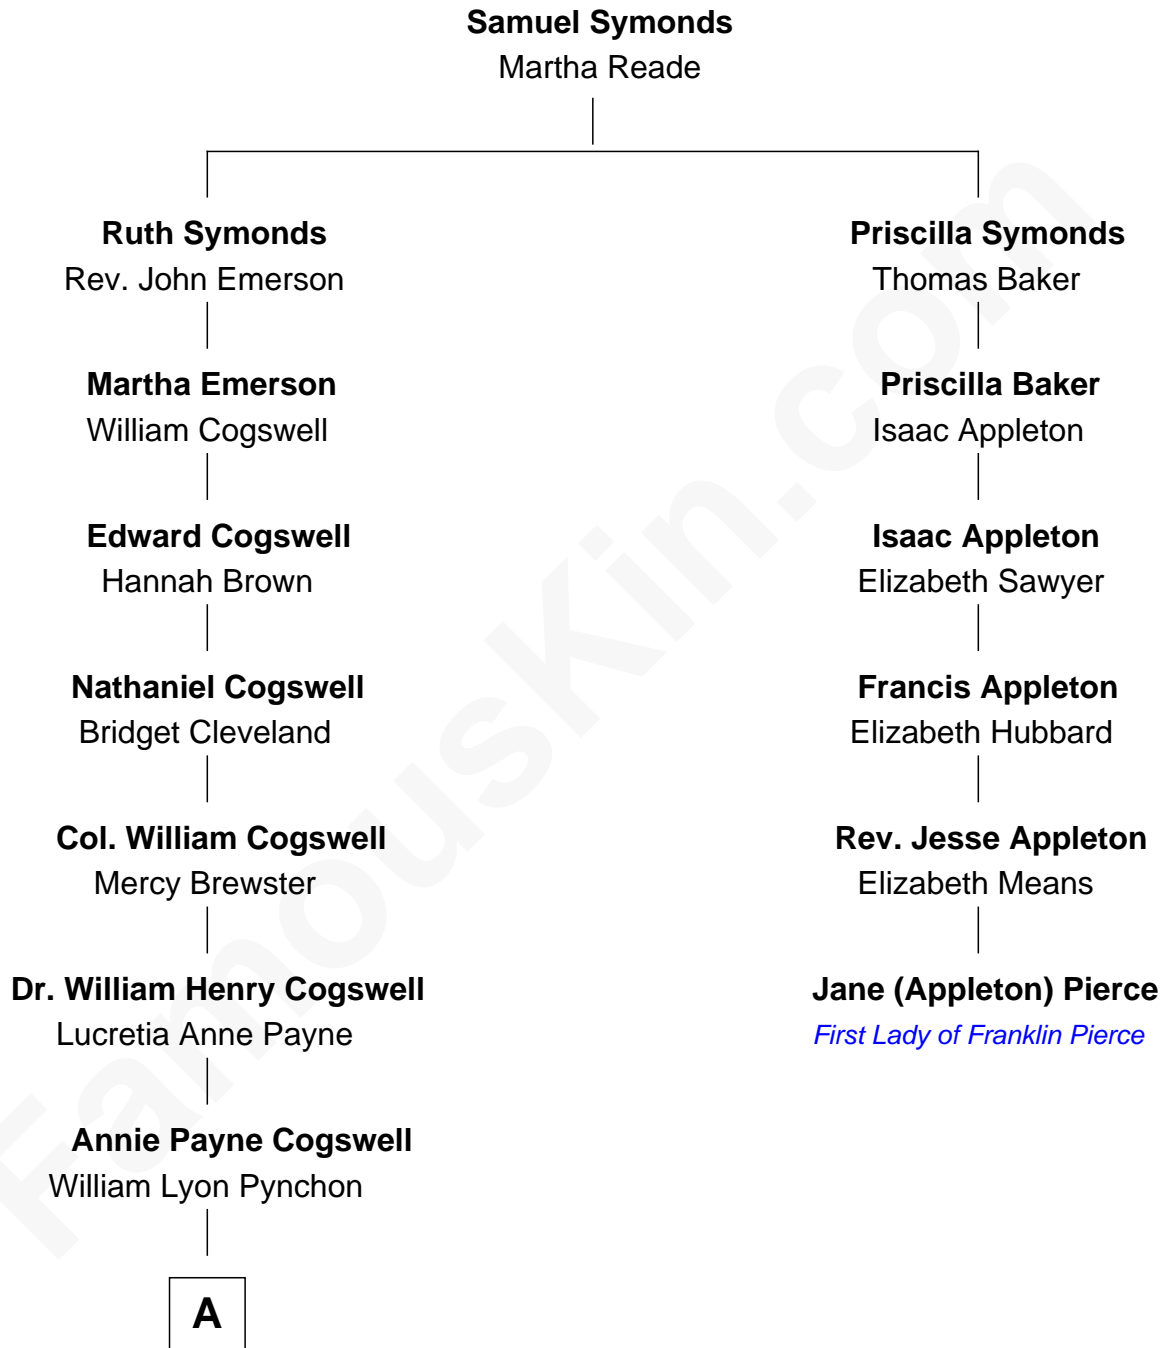 Samuel Symonds
Martha Reade
Ruth Symonds
Rev. John Emerson
Priscilla Symonds
Thomas Baker
Martha Emerson
William Cogswell
Priscilla Baker
Isaac Appleton
Edward Cogswell
Hannah Brown
Isaac Appleton
Elizabeth Sawyer
Nathaniel Cogswell
Bridget Cleveland
Francis Appleton
Elizabeth Hubbard
Col. William Cogswell
Mercy Brewster
Rev. Jesse Appleton
Elizabeth Means
Dr. William Henry Cogswell
Lucretia Anne Payne
Jane (Appleton) Pierce
First Lady of Franklin Pierce
Annie Payne Cogswell
William Lyon Pynchon
A
FamousKin.com